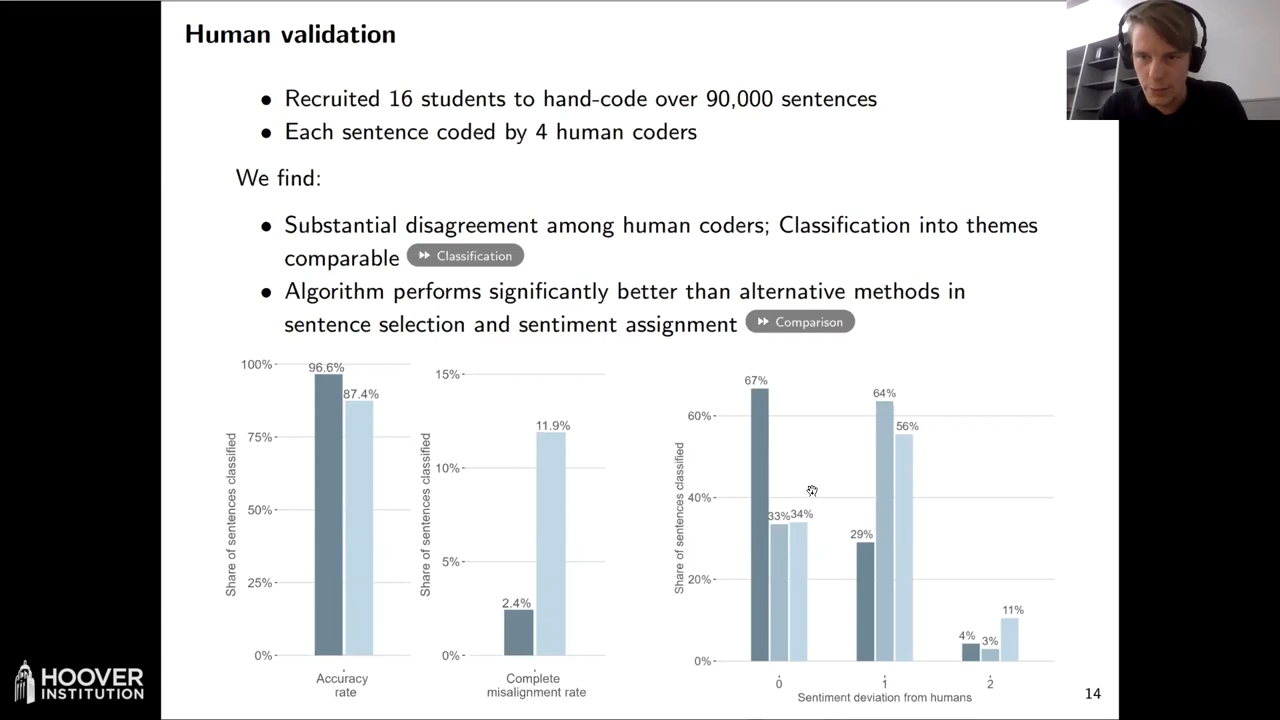 Human validation
• Recruited 16 students to hand-code over 90,000 sentences
• Each sentence coded by 4 human coders
We find:
• Substantial disagreement among human coders; Classification into themes
comparable Classification
• Algorithm performs significantly better than alternative methods in
sentence selection and sentiment assignment Comparison
Share of sentences classified
100%
75%
50%
25%
0%
96.6%
87.4%
Accuracy
rate
Share of sentences classified
15%
10%
5%
0%
2.4%
11.9%
Complete
misalignment rate
Share of sentences classified
60%
40%
20%
0%
67%
33% 34%
29%
64%
56%
4%
3%
11%
0 1 2
Sentiment deviation from humans
14
HOOVER
INSTITUTION